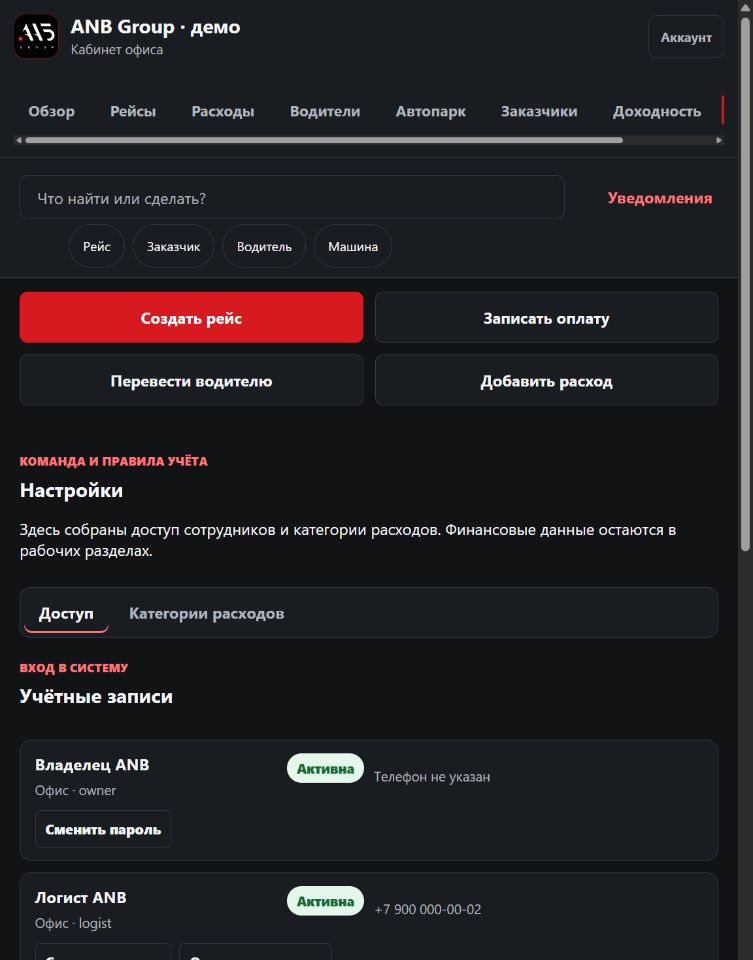 ANB Group · демо
Кабинет офиса
Аккаунт
Обзор Рейсы Расходы Водители Автопарк Заказчики Доходность
Что найти или сделать?
Уведомления
Рейс Заказчик Водитель Машина
Создать рейс
Записать оплату
Перевести водителю
Добавить расход
КОМАНДА И ПРАВИЛА УЧЁТА
Настройки
Здесь собраны доступ сотрудников и категории расходов. Финансовые данные остаются в
рабочих разделах.
Доступ Категории расходов
ВХОД В СИСТЕМУ
Учётные записи
Владелец ANB
Офис · owner
Активна
Телефон не указан
Сменить пароль
Логист ANB
Офис · logist
Активна
+7 900 000-00-02